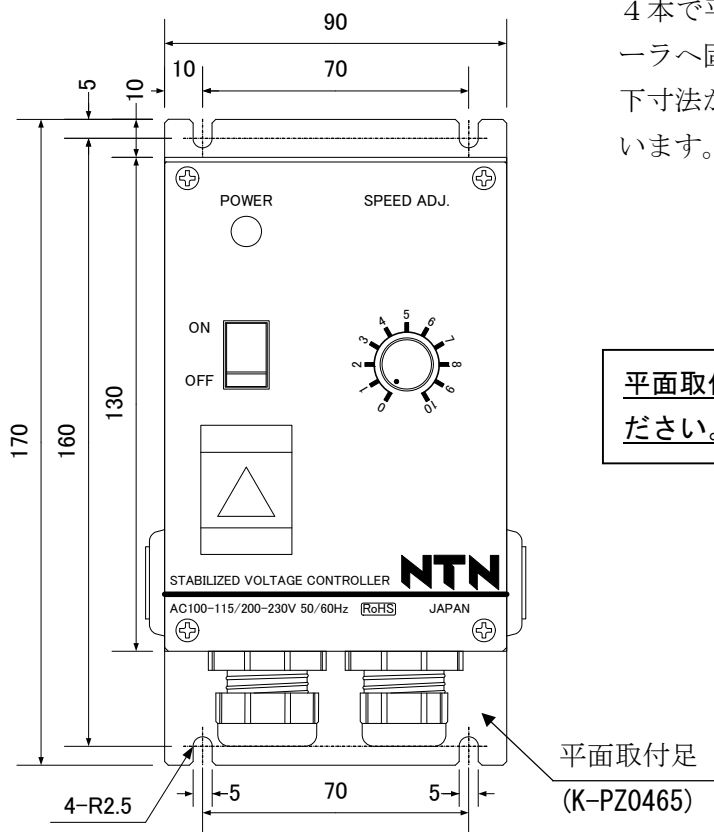 ４本で平
ーラへ固
下寸法が
います。
90
10
70
5
10
POWER
SPEED ADJ.
ON
OFF
0
1
2
3
4
5
6
7
8
9
10
130
160
170
平面取付
ださい。
STABILIZED VOLTAGE CONTROLLER NTN
AC100-115/200-230V 50/60Hz RoHS JAPAN
平面取付足
(K-PZ0465)
4-R2.5
5
70
5